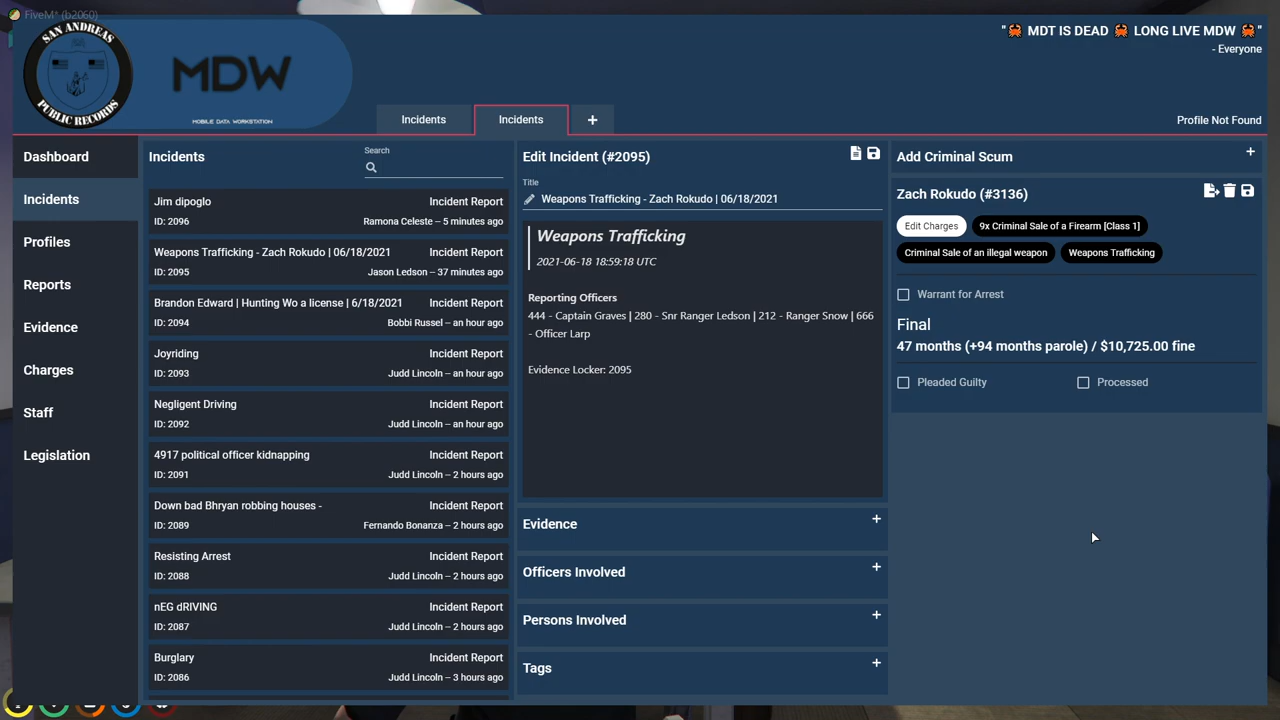 FiveM® (b2060)
SAN ANDREAS
PUBLIC RECORDS
MDW
MOBILE DATA WORKSTATION
" 🦀 MDT IS DEAD 🦀 LONG LIVE MDW 🦀 "
- Everyone
Incidents
Incidents
+
Profile Not Found
Dashboard
Incidents
Profiles
Reports
Evidence
Charges
Staff
Legislation
Incidents
Search
Jim dipoglo Incident Report
ID: 2096 Ramona Celeste – 5 minutes ago
Weapons Trafficking - Zach Rokudo | 06/18/2021 Incident Report
ID: 2095 Jason Ledson – 37 minutes ago
Brandon Edward | Hunting Wo a license | 6/18/2021 Incident Report
ID: 2094 Bobbi Russel – an hour ago
Joyriding Incident Report
ID: 2093 Judd Lincoln – an hour ago
Negligent Driving Incident Report
ID: 2092 Judd Lincoln – an hour ago
4917 political officer kidnapping Incident Report
ID: 2091 Judd Lincoln – 2 hours ago
Down bad Bhryan robbing houses - Incident Report
ID: 2089 Fernando Bonanza – 2 hours ago
Resisting Arrest Incident Report
ID: 2088 Judd Lincoln – 2 hours ago
nEG dRIVING Incident Report
ID: 2087 Judd Lincoln – 2 hours ago
Burglary Incident Report
ID: 2086 Judd Lincoln – 3 hours ago
Edit Incident (#2095)
Title
Weapons Trafficking - Zach Rokudo | 06/18/2021
Weapons Trafficking
2021-06-18 18:59:18 UTC
Reporting Officers
444 - Captain Graves | 280 - Snr Ranger Ledson | 212 - Ranger Snow | 666
- Officer Larp
Evidence Locker: 2095
Evidence +
Officers Involved +
Persons Involved +
Tags +
Add Criminal Scum +
Zach Rokudo (#3136)
Edit Charges 9x Criminal Sale of a Firearm [Class 1]
Criminal Sale of an illegal weapon Weapons Trafficking
Warrant for Arrest
Final
47 months (+94 months parole) / $10,725.00 fine
Pleaded Guilty Processed